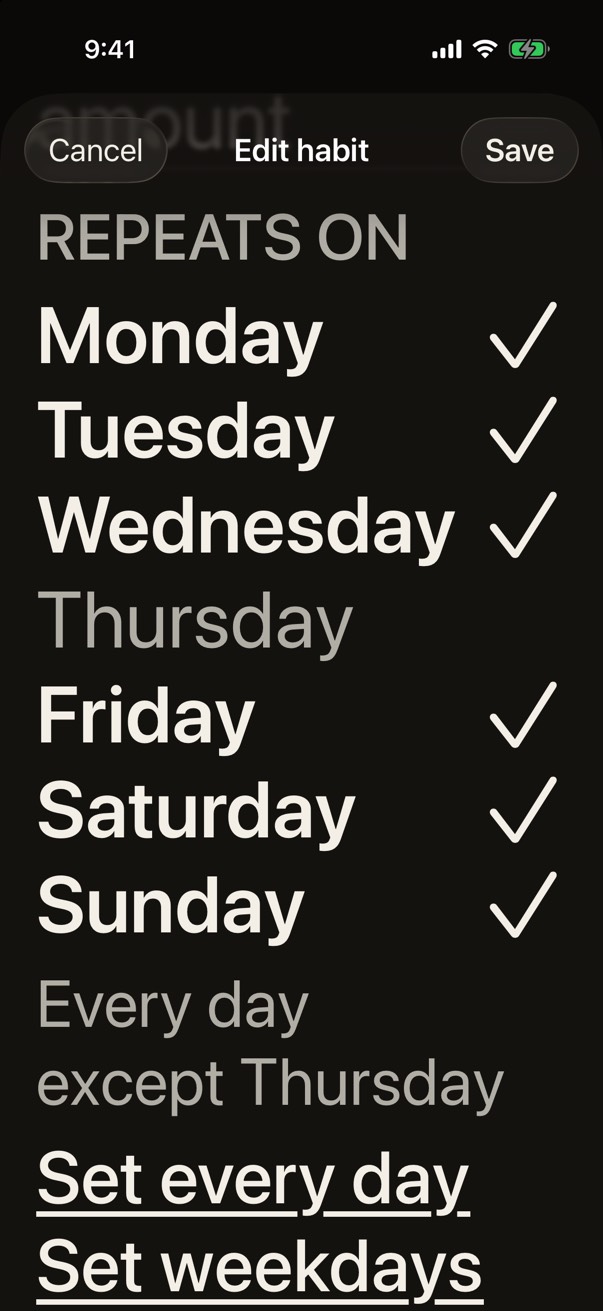 9:41
amount
Cancel
Edit habit
Save
REPEATS ON
Monday
Tuesday
Wednesday
Thursday
Friday
Saturday
Sunday
Every day
except Thursday
Set every day
Set weekdays